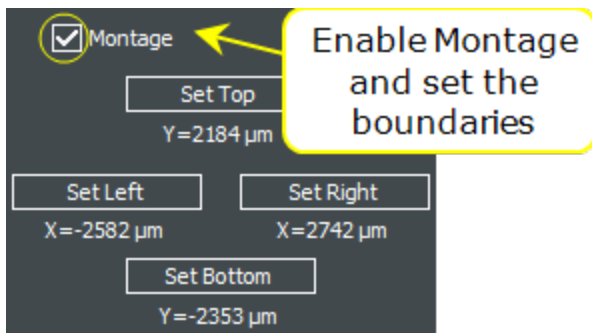 Montage
Enable Montage
and set the
boundaries
Set Top
Y=2184 µm
Set Left
Set Right
X=-2582 µm
X=2742 µm
Set Bottom
Y=-2353 µm